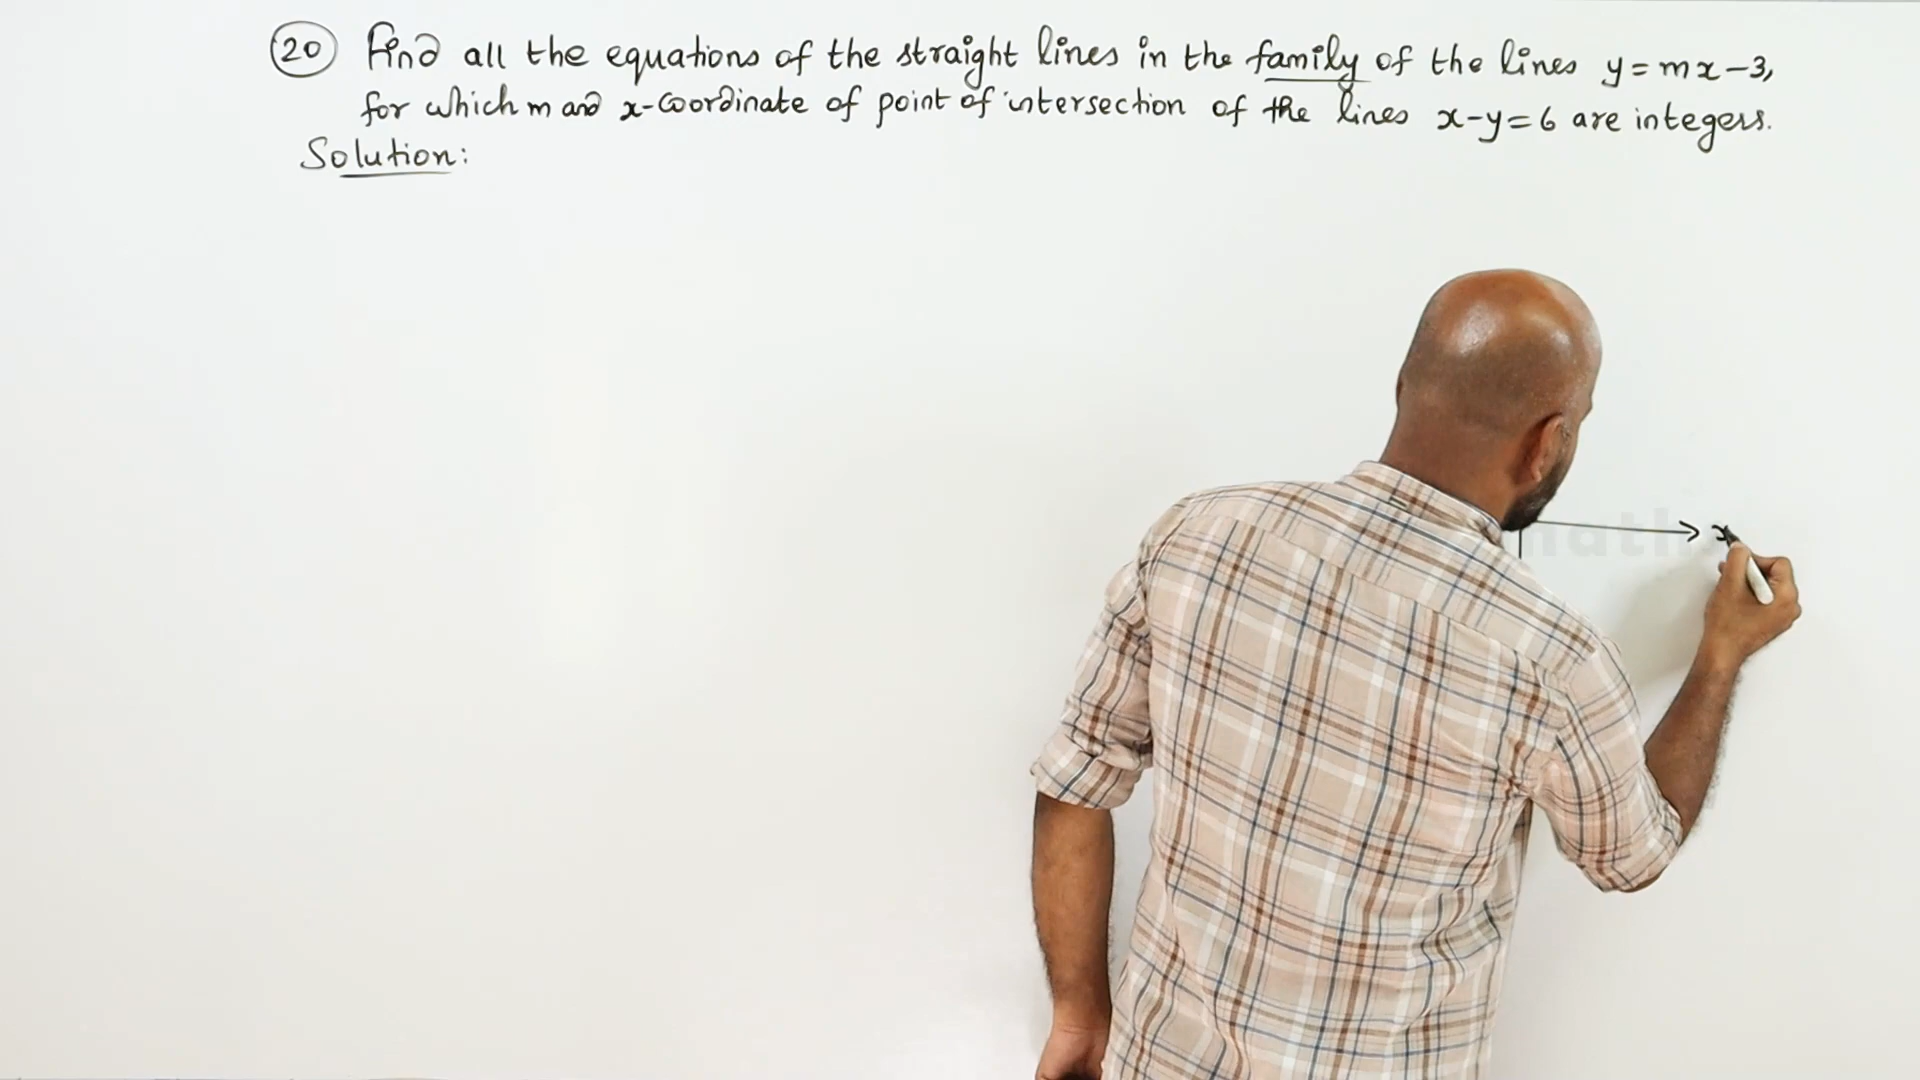 20 Find all the equations of the straight lines in the family of the lines y = mx - 3,
for which m and x-coordinate of point of intersection of the lines x - y = 6 are integers.
Solution:
x